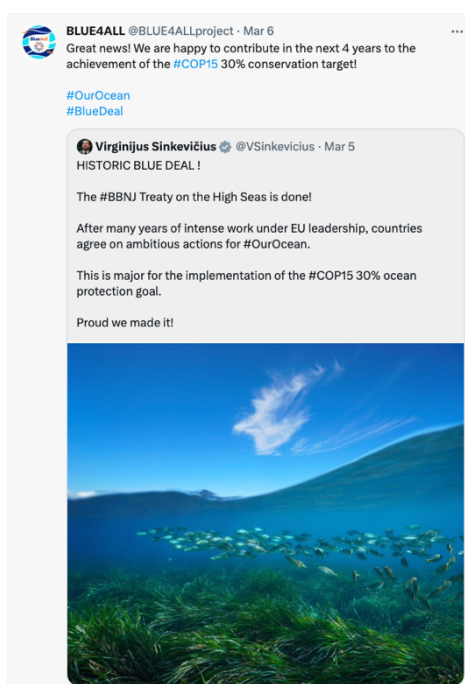 BLUE4ALL @BLUE4ALLproject · Mar 6
Great news! We are happy to contribute in the next 4 years to the
achievement of the #COP15 30% conservation target!
#OurOcean
#BlueDeal
Virginijus Sinkevičius @VSinkevicius · Mar 5
HISTORIC BLUE DEAL !
The #BBNJ Treaty on the High Seas is done!
After many years of intense work under EU leadership, countries
agree on ambitious actions for #OurOcean.
This is major for the implementation of the #COP15 30% ocean
protection goal.
Proud we made it!